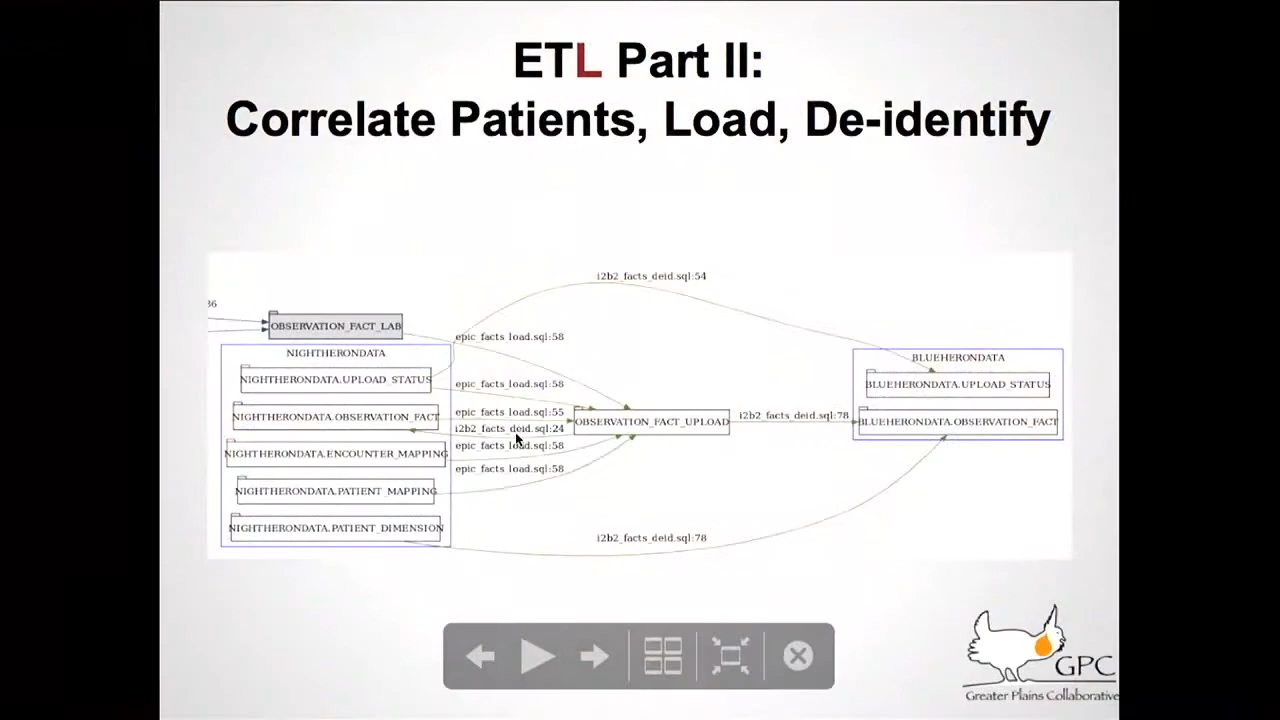 ETL Part II:
Correlate Patients, Load, De-identify
i2b2_facts_deid.sql:54
36
OBSERVATION_FACT_LAB
epic_facts_load.sql:58
NIGHTHERONDATA
NIGHTHERONDATA.UPLOAD_STATUS
epic_facts_load.sql:58
NIGHTHERONDATA.OBSERVATION_FACT
epic_facts_load.sql:55
i2b2_facts_deid.sql:24
epic_facts_load.sql:58
NIGHTHERONDATA.ENCOUNTER_MAPPING
epic_facts_load.sql:58
NIGHTHERONDATA.PATIENT_MAPPING
NIGHTHERONDATA.PATIENT_DIMENSION
OBSERVATION_FACT_UPLOAD
i2b2_facts_deid.sql:78
BLUEHERONDATA
BLUEHERONDATA.UPLOAD_STATUS
BLUEHERONDATA.OBSERVATION_FACT
i2b2_facts_deid.sql:78
GPC
Greater Plains Collaborative